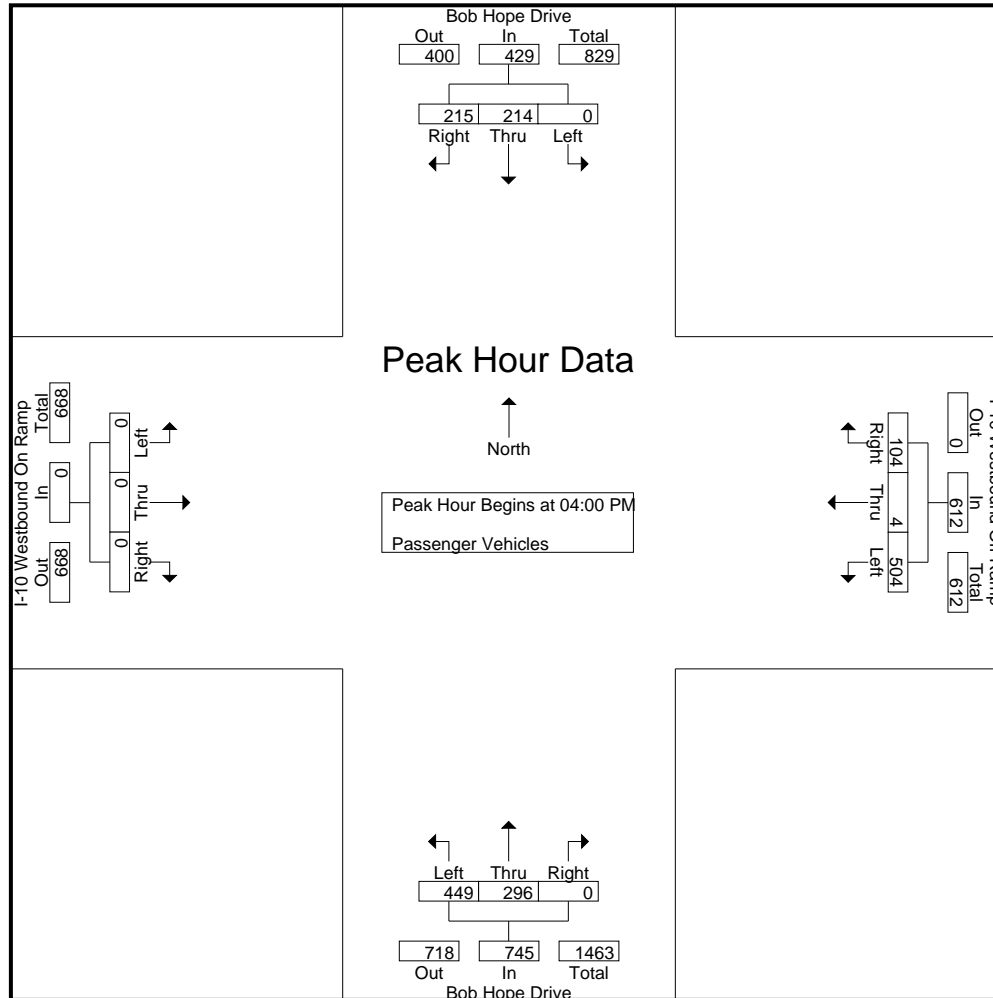 Bob Hope Drive
Out In Total
400 429 829
215 214 0
Right Thru Left
Peak Hour Data
North
Peak Hour Begins at 04:00 PM
Passenger Vehicles
I-10 Westbound On Ramp
Total In Out
668 0 668
0 0 0
Left Thru Right
Out In Total
0 612 612
104 4 504
Right Thru Left
Left Thru Right
449 296 0
718 745 1463
Out In Total
Bob Hope Drive